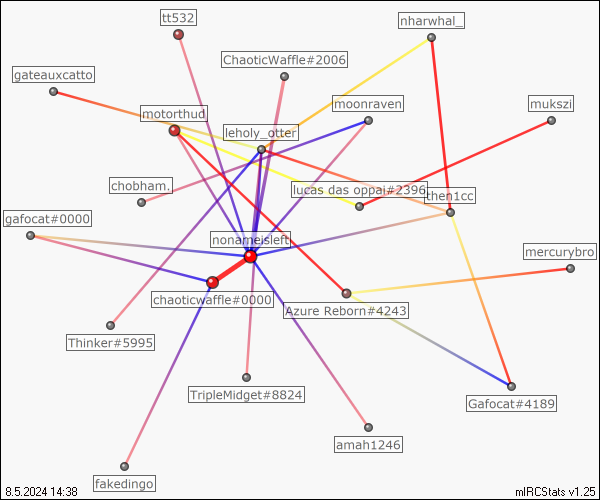 tt532
nharwhal_
ChaoticWaffle#2006
gateauxcatto
moonraven
mukszi
motorthud
leholy_otter
chobham.
lucas das oppai#2396
then1cc
gafocat#0000
nonameisleft
mercurybro
chaoticwaffle#0000
Azure Reborn#4243
Thinker#5995
TripleMidget#8824
Gafocat#4189
amah1246
fakedingo
8.5.2024 14:38
mIRCStats v1.25